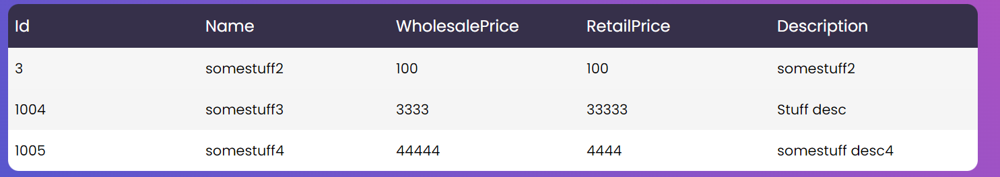 Id Name WholesalePrice RetailPrice Description
3 somestuff2 100 100 somestuff2
1004 somestuff3 3333 33333 Stuff desc
1005 somestuff4 44444 4444 somestuff desc4